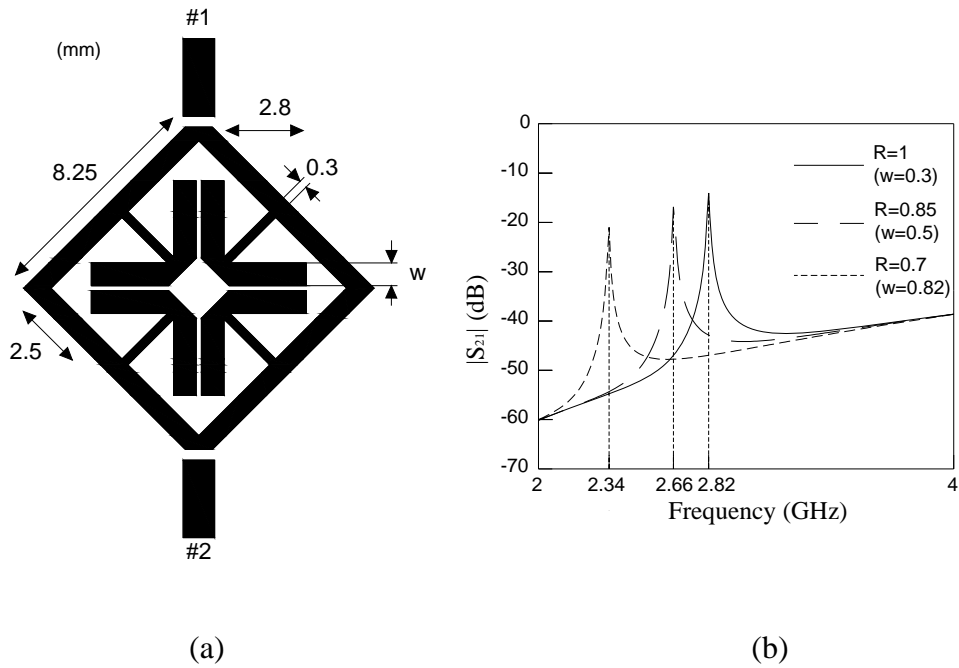 #1
(mm)
2.8
0.3
8.25
w
2.5
#2
(a)
0
-10
-20
-30
-40
-50
-60
-70
|S21| (dB)
R=1
(w=0.3)
R=0.85
(w=0.5)
R=0.7
(w=0.82)
2
2.34
2.66
2.82
4
Frequency (GHz)
(b)